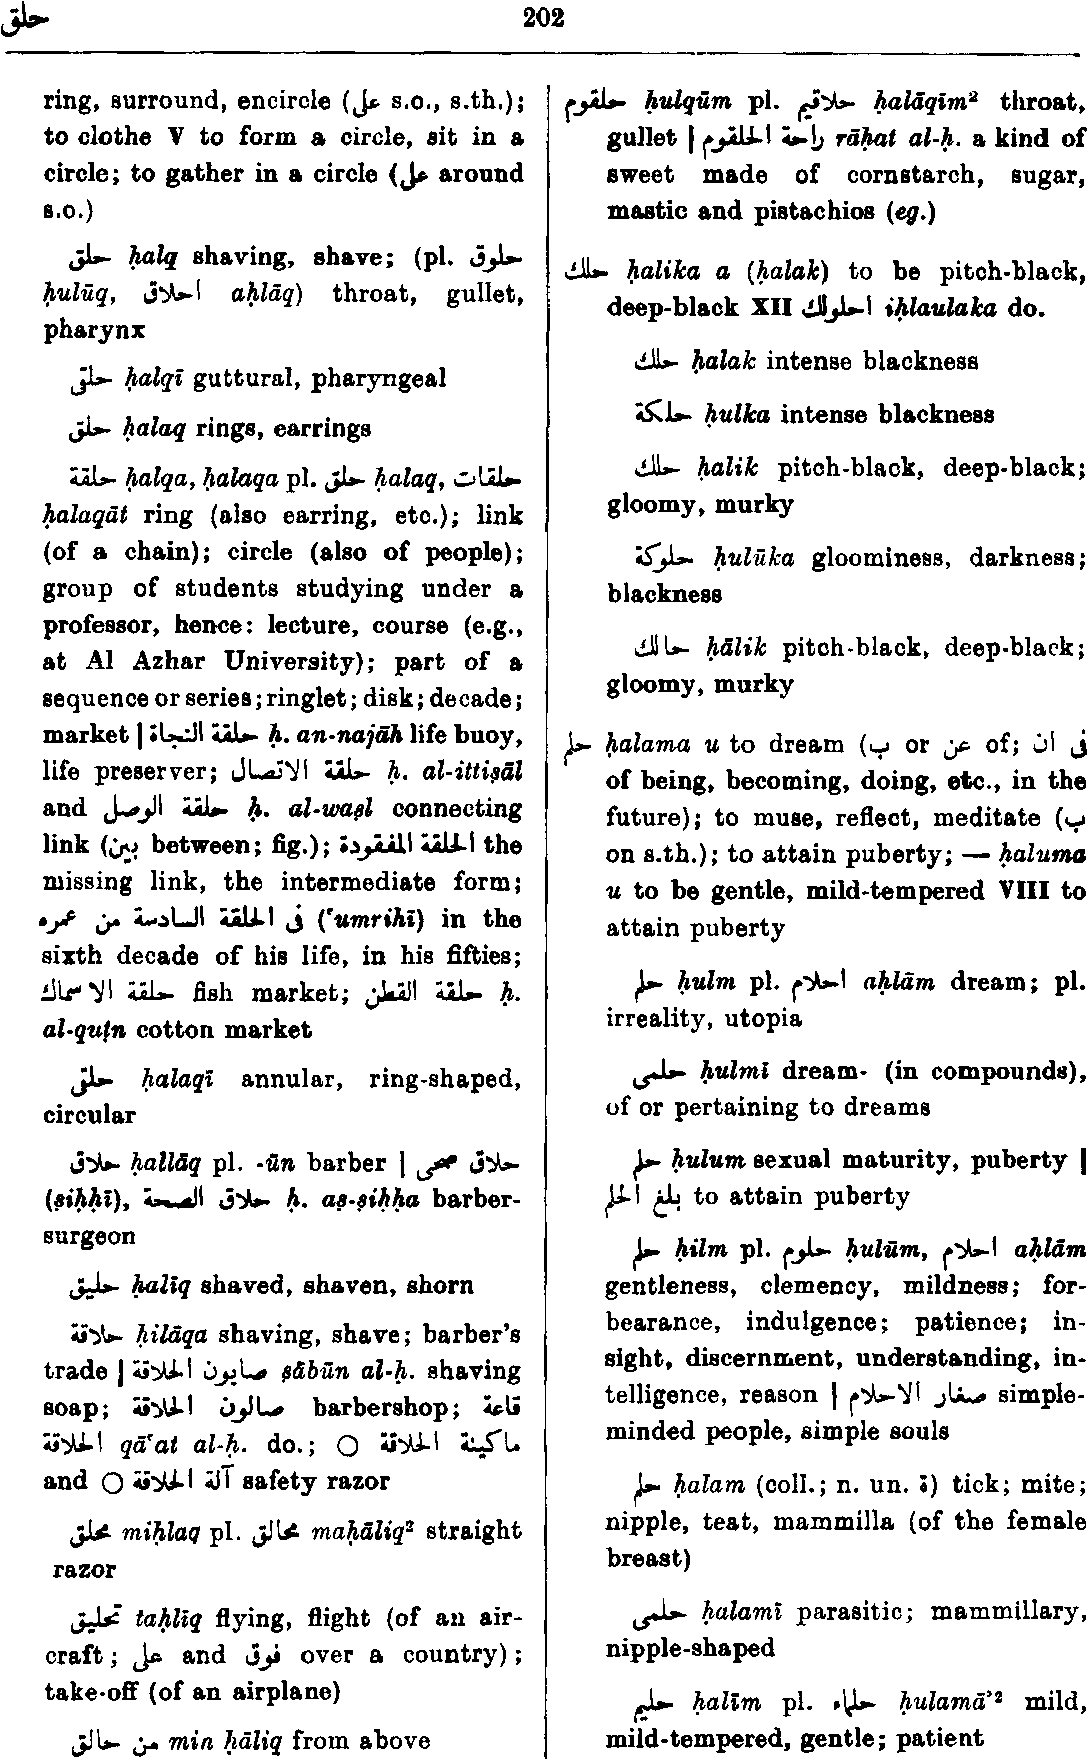 حلق
202
ring, surround, encircle (على s.o., s.th.);
to clothe V to form a circle, sit in a
circle; to gather in a circle (على around
s.o.)
حلق ḥalq shaving, shave; (pl. حلوق
ḥulūq, احلاق aḥlāq) throat, gullet,
pharynx
حلقى ḥalqī guttural, pharyngeal
حلق ḥalaq rings, earrings
حلقة ḥalqa, ḥalaqa pl. حلق ḥalaq, حلقات
ḥalaqāt ring (also earring, etc.); link
(of a chain); circle (also of people);
group of students studying under a
professor, hence: lecture, course (e.g.,
at Al Azhar University); part of a
sequence or series; ringlet; disk; decade;
market | حلقة النجاة ḥ. an-najāh life buoy,
life preserver; حلقة الاتصال ḥ. al-ittiṣāl
and حلقة الوصل ḥ. al-waṣl connecting
link (بين between; fig.); الحلقة المفقودة the
missing link, the intermediate form;
فى الحلقة السادسة من عمره (ʿumrihī) in the
sixth decade of his life, in his fifties;
حلقة الاسماك fish market; حلقة القطن ḥ.
al-quṭn cotton market
حلقى ḥalaqī annular, ring-shaped,
circular
حلاق ḥallāq pl. -ūn barber | حلاق صحى
(ṣiḥḥī), حلاق الصحة ḥ. aṣ-ṣiḥḥa barber-
surgeon
حليق ḥalīq shaved, shaven, shorn
حلاقة ḥilāqa shaving, shave; barber's
trade | صابون الحلاقة ṣābūn al-ḥ. shaving
soap; صالون الحلاقة barbershop; قاعة
الحلاقة qāʿat al-ḥ. do.; ○ ماكينة الحلاقة
and ○ آلة الحلاقة safety razor
محلق miḥlaq pl. محالق maḥāliq² straight
razor
تحليق taḥlīq flying, flight (of an air-
craft; على and فوق over a country);
take-off (of an airplane)
من حالق min ḥāliq from above
حلقوم ḥulqūm pl. حلاقيم ḥalāqīm² throat,
gullet | راحة الحلقوم rāḥat al-ḥ. a kind of
sweet made of cornstarch, sugar,
mastic and pistachios (eg.)
حلك ḥalika a (ḥalak) to be pitch-black,
deep-black XII احلولك iḥlaulaka do.
حلك ḥalak intense blackness
حلكة ḥulka intense blackness
حلك ḥalik pitch-black, deep-black;
gloomy, murky
حلوكة ḥulūka gloominess, darkness;
blackness
حالك ḥālik pitch-black, deep-black;
gloomy, murky
حلم ḥalama u to dream (ب or عن of; فى ان
of being, becoming, doing, etc., in the
future); to muse, reflect, meditate (ب
on s.th.); to attain puberty; — ḥaluma
u to be gentle, mild-tempered VIII to
attain puberty
حلم ḥulm pl. احلام aḥlām dream; pl.
irreality, utopia
حلمى ḥulmī dream- (in compounds),
of or pertaining to dreams
حلم ḥulum sexual maturity, puberty |
بلغ الحلم to attain puberty
حلم ḥilm pl. حلوم ḥulūm, احلام aḥlām
gentleness, clemency, mildness; for-
bearance, indulgence; patience; in-
sight, discernment, understanding, in-
telligence, reason | صغار الاحلام simple-
minded people, simple souls
حلم ḥalam (coll.; n. un. ة) tick; mite;
nipple, teat, mammilla (of the female
breast)
حلمى ḥalamī parasitic; mammillary,
nipple-shaped
حليم ḥalīm pl. حلماء ḥulamāʾ² mild,
mild-tempered, gentle; patient